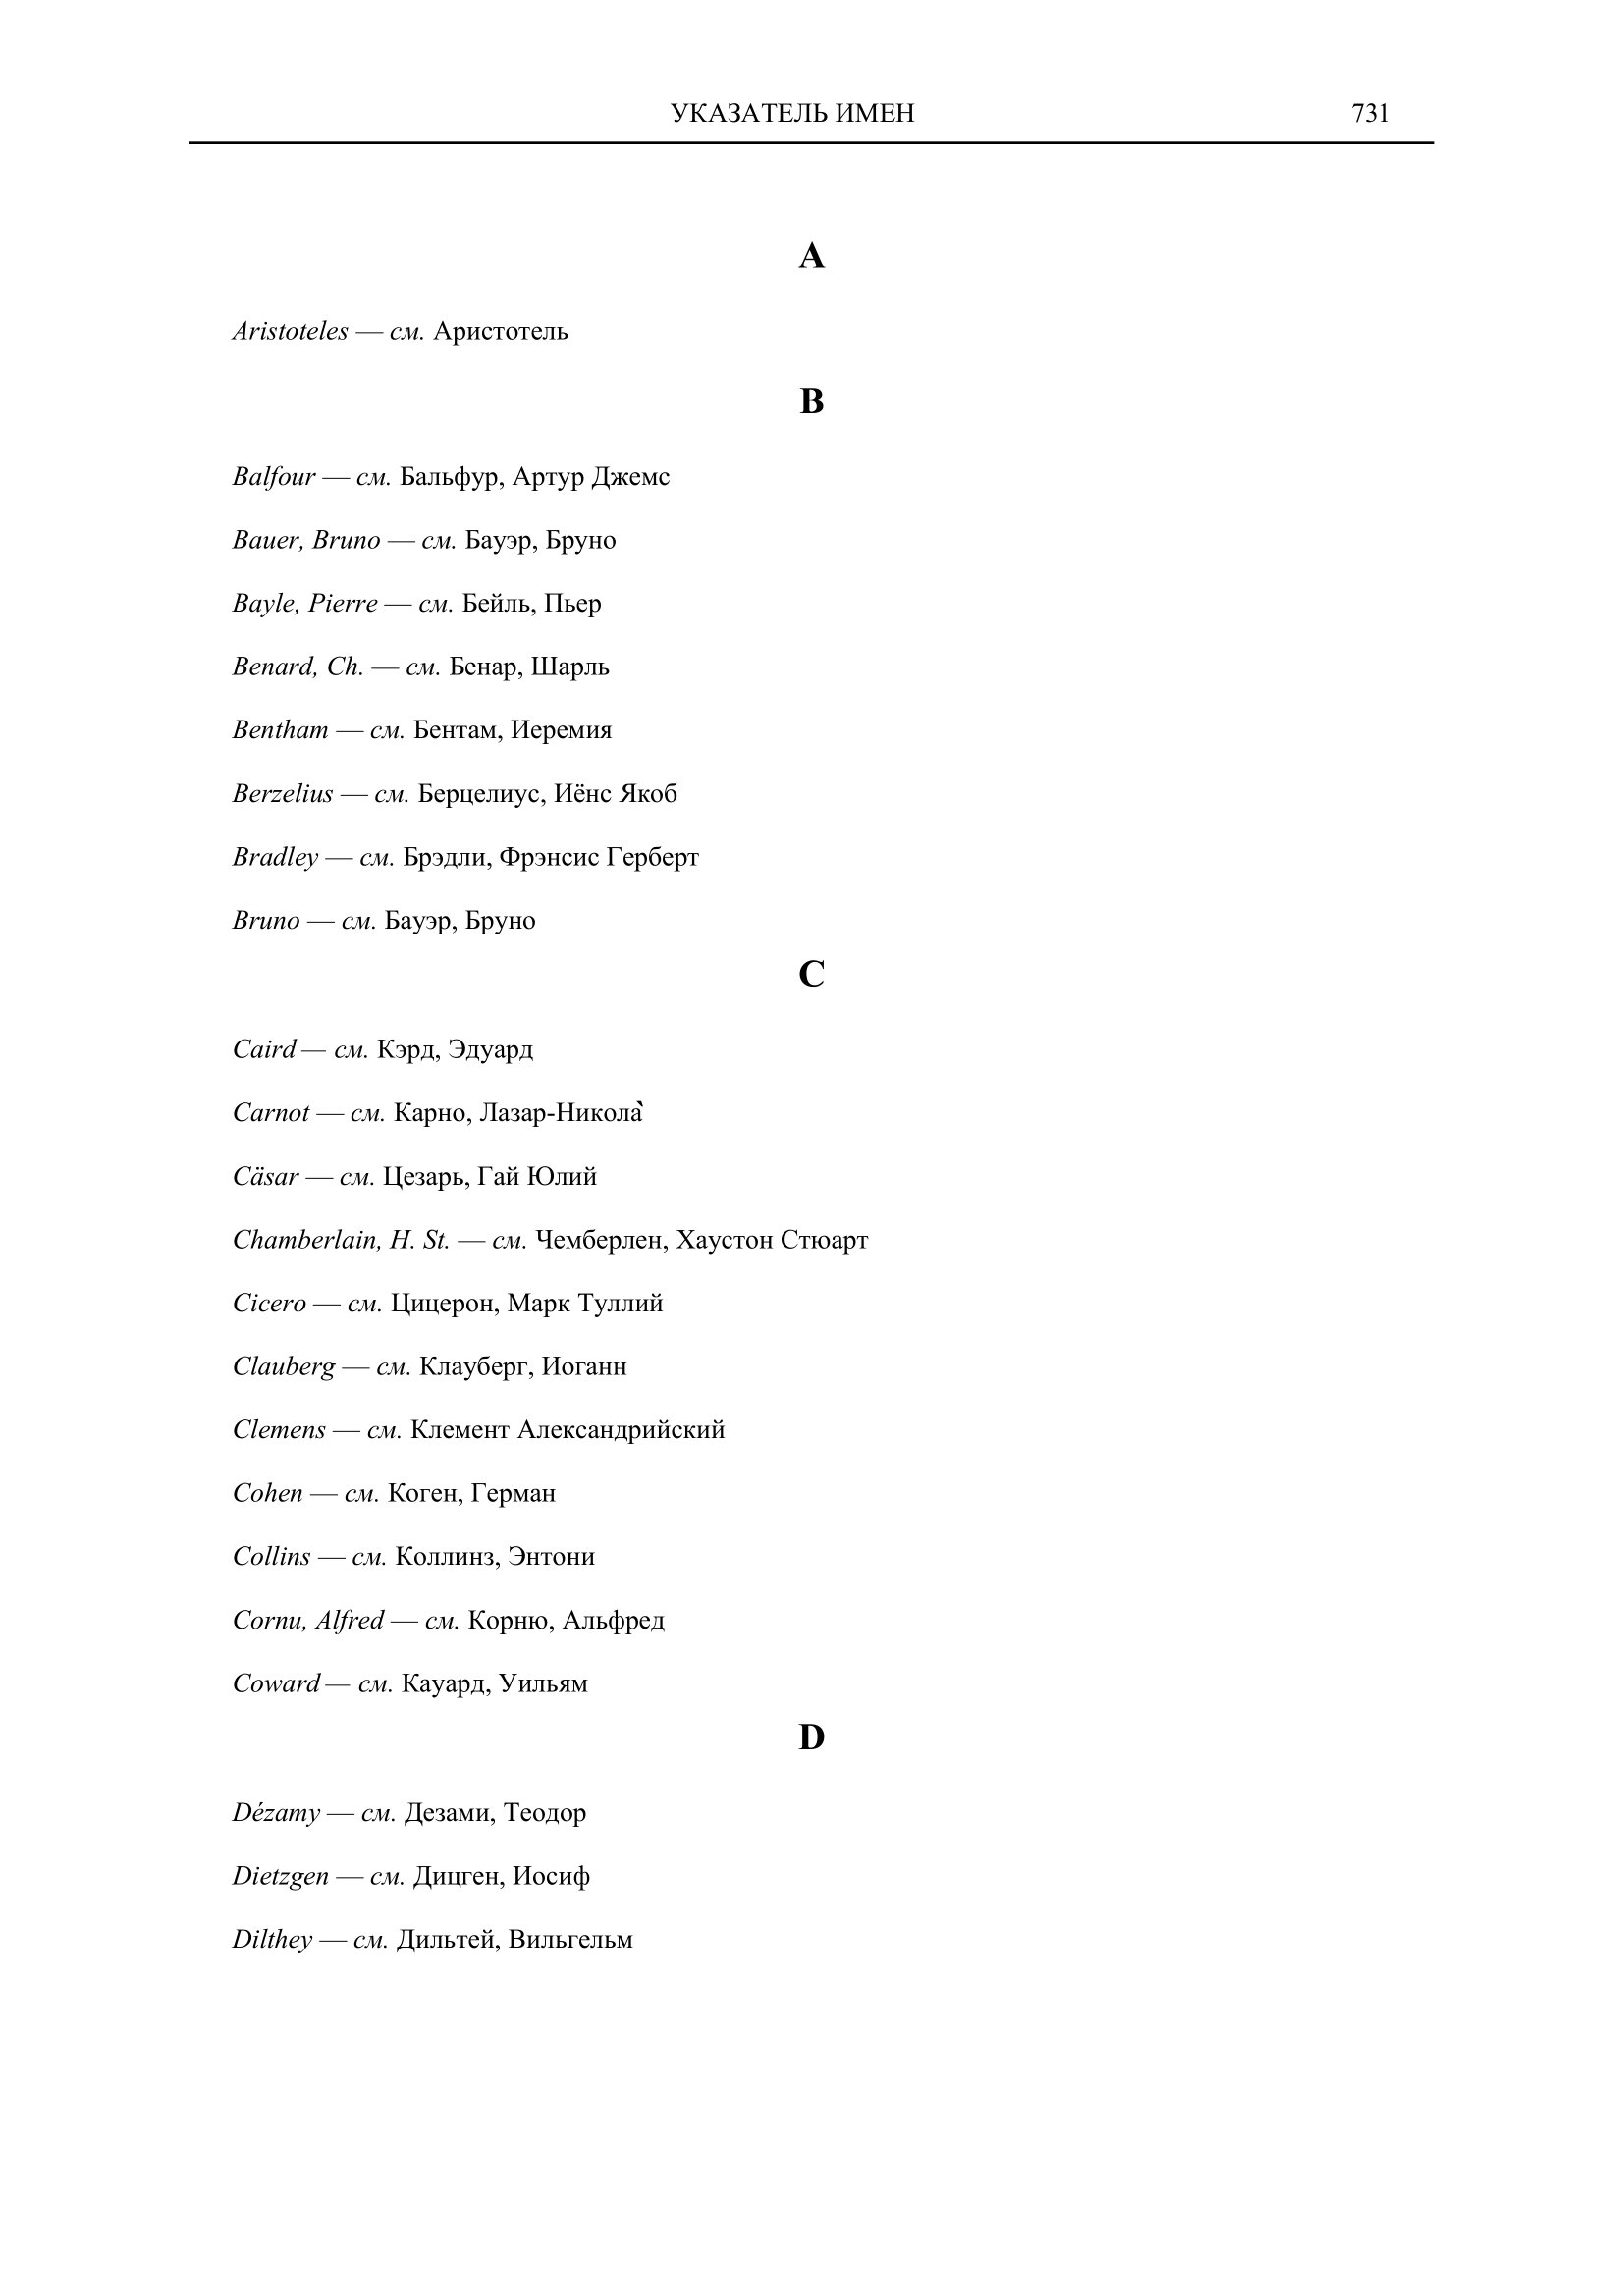 УКАЗАТЕЛЬ ИМЕН 731
A
Aristoteles — см. Аристотель
B
Balfour — см. Бальфур, Артур Джемс
Bauer, Bruno — см. Бауэр, Бруно
Bayle, Pierre — см. Бейль, Пьер
Benard, Ch. — см. Бенар, Шарль
Bentham — см. Бентам, Иеремия
Berzelius — см. Берцелиус, Иёнс Якоб
Bradley — см. Брэдли, Фрэнсис Герберт
Bruno — см. Бауэр, Бруно
C
Caird — см. Кэрд, Эдуард
Carnot — см. Карно, Лазар-Никола̀
Cäsar — см. Цезарь, Гай Юлий
Chamberlain, H. St. — см. Чемберлен, Хаустон Стюарт
Cicero — см. Цицерон, Марк Туллий
Clauberg — см. Клауберг, Иоганн
Clemens — см. Клемент Александрийский
Cohen — см. Коген, Герман
Collins — см. Коллинз, Энтони
Cornu, Alfred — см. Корню, Альфред
Coward — см. Кауард, Уильям
D
Dézamy — см. Дезами, Теодор
Dietzgen — см. Дицген, Иосиф
Dilthey — см. Дильтей, Вильгельм